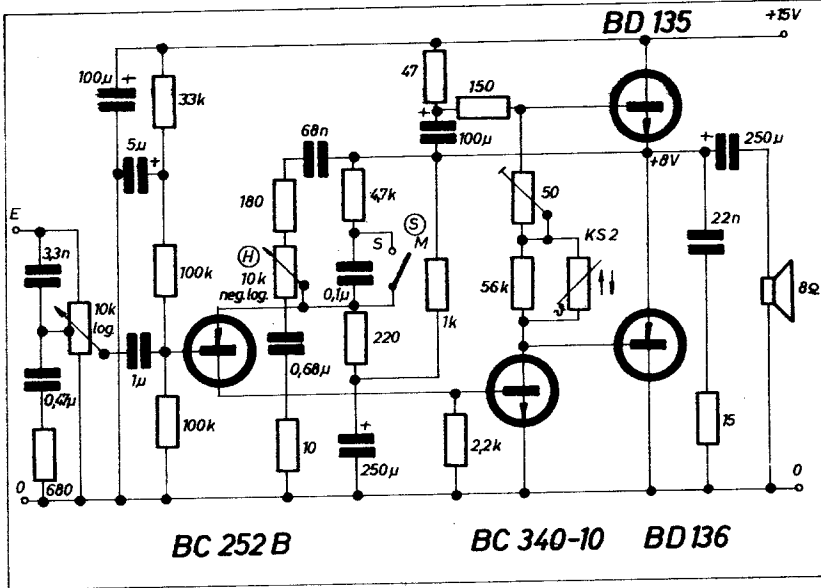 BD 135
+15V
100µ
+
33k
47
150
+
100µ
5µ
+
68n
180
4,7k
+8V
+
250µ
50
22n
KS 2
E
3,3n
S
S
M
H
10k
neg.log.
0,1µ
100k
10k
log.
1k
56k
ϑ
8Ω
220
1µ
0,68µ
0,47µ
100k
10
+
250µ
2,2k
15
680
0
0
BC 252 B
BC 340-10
BD 136